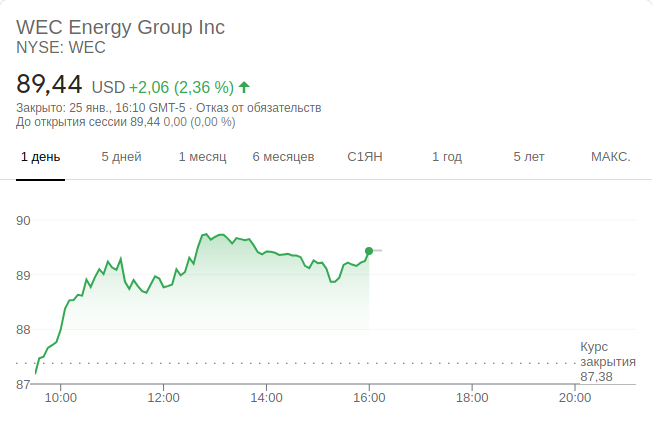 WEC Energy Group Inc
NYSE: WEC
89,44 USD +2,06 (2,36 %)
Закрыто: 25 янв., 16:10 GMT-5 · Отказ от обязательств
До открытия сессии 89,44 0,00 (0,00 %)
1 день 5 дней 1 месяц 6 месяцев С1ЯН 1 год 5 лет МАКС.
90
89
88
Курс
закрытия
87,38
87
10:00 12:00 14:00 16:00 18:00 20:00